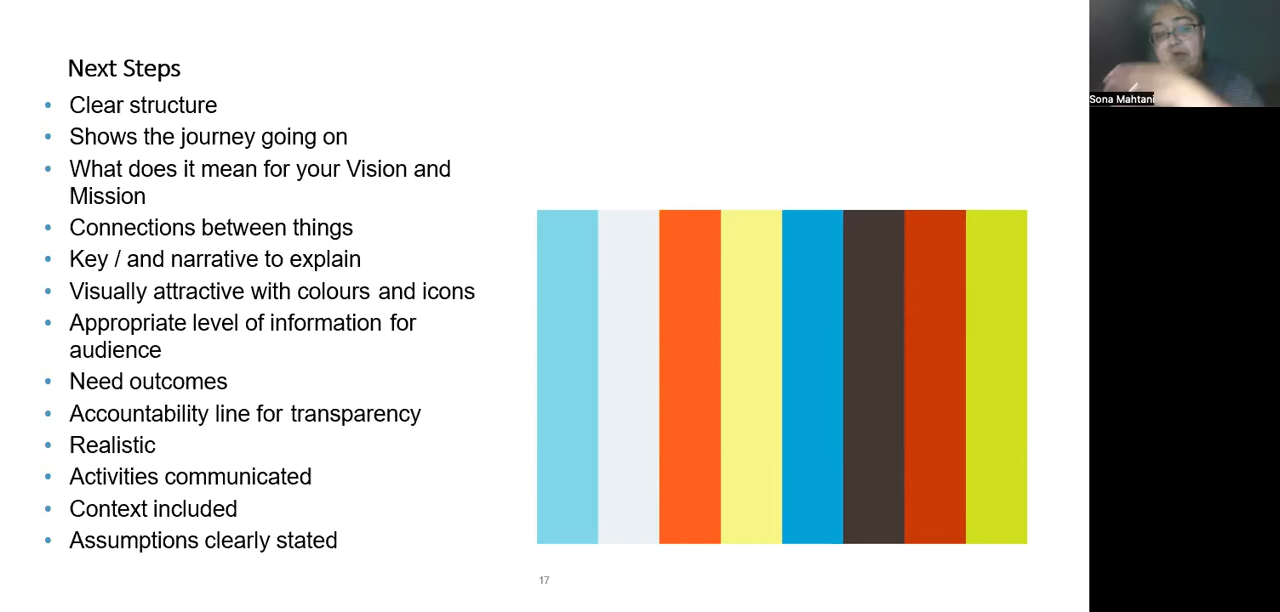 Next Steps
Clear structure
Shows the journey going on
What does it mean for your Vision and
Mission
Connections between things
Key / and narrative to explain
Visually attractive with colours and icons
Appropriate level of information for
audience
Need outcomes
Accountability line for transparency
Realistic
Activities communicated
Context included
Assumptions clearly stated
17
Sona Mahtani